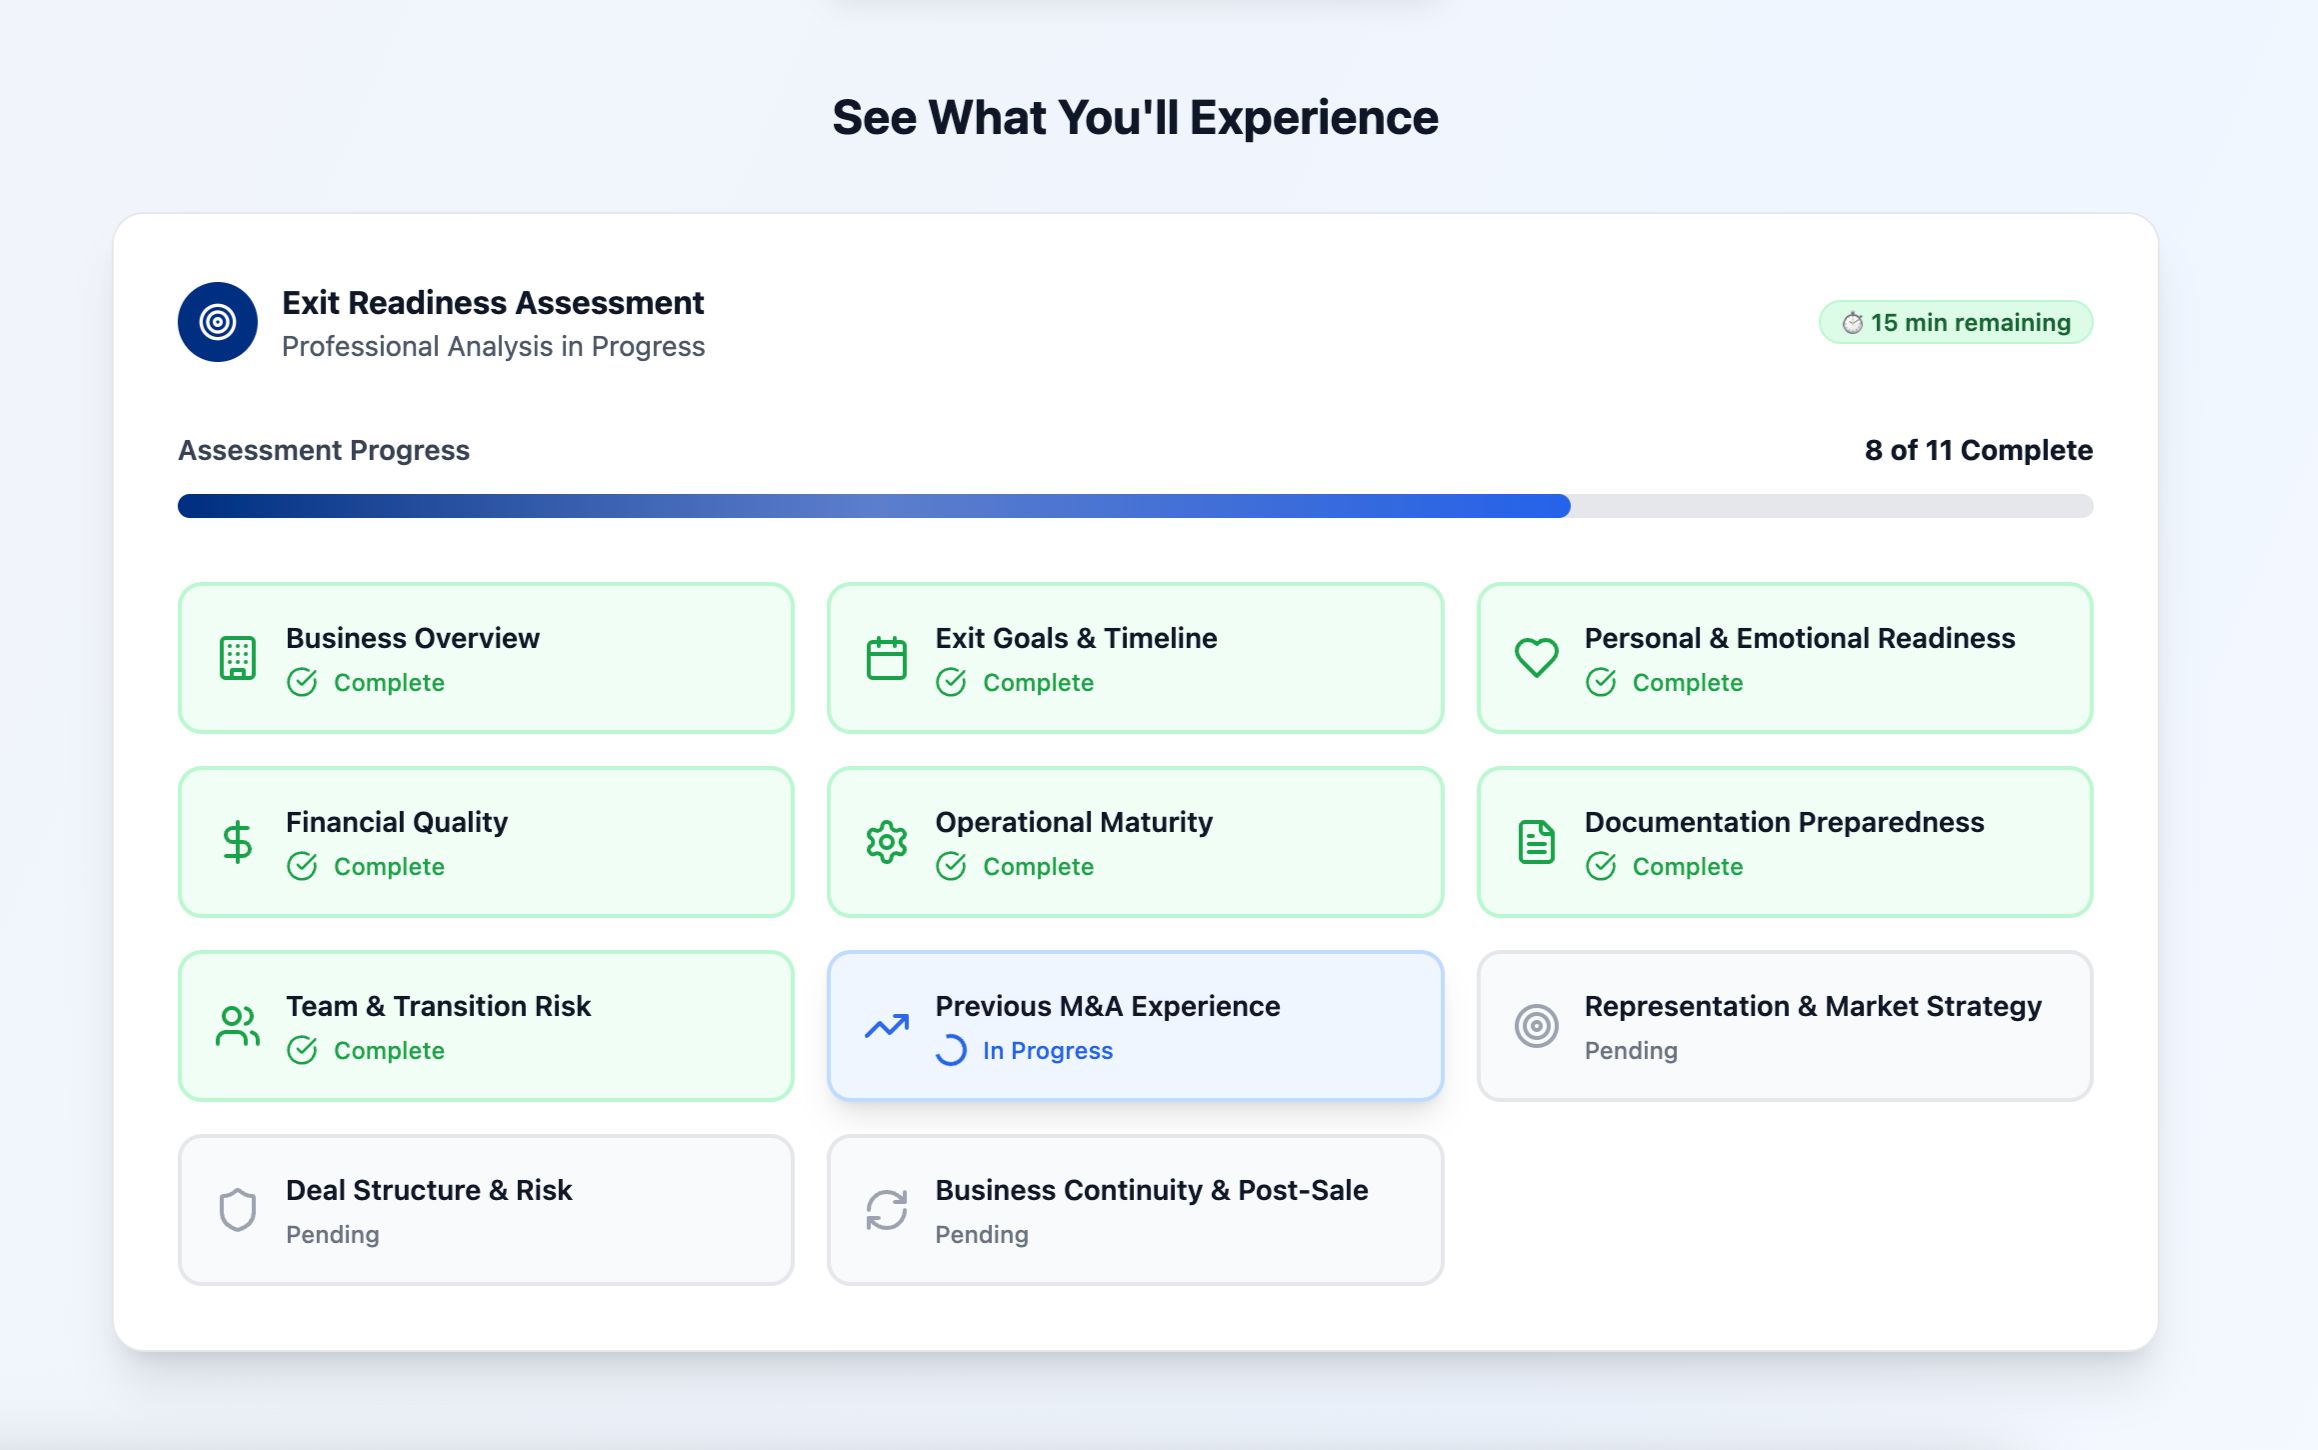 See What You'll Experience
Exit Readiness Assessment
Professional Analysis in Progress
15 min remaining
Assessment Progress
8 of 11 Complete
Business Overview
Complete
Exit Goals & Timeline
Complete
Personal & Emotional Readiness
Complete
Financial Quality
Complete
Operational Maturity
Complete
Documentation Preparedness
Complete
Team & Transition Risk
Complete
Previous M&A Experience
In Progress
Representation & Market Strategy
Pending
Deal Structure & Risk
Pending
Business Continuity & Post-Sale
Pending